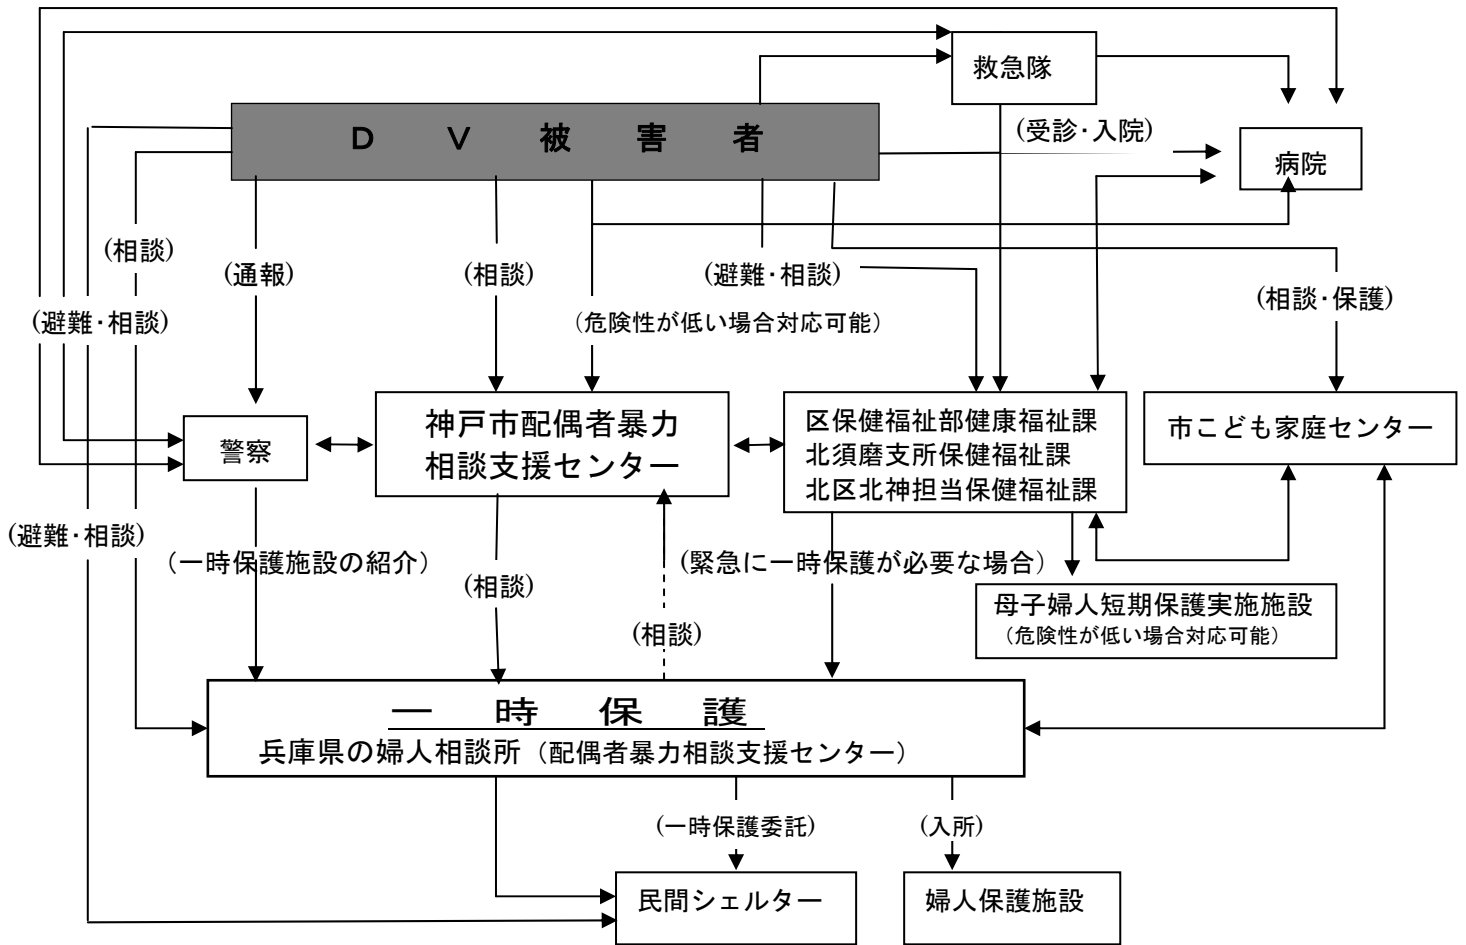 救急隊
DV被害者
(受診・入院)
病院
(相談)
(通報)
(相談)
(避難・相談)
(相談・保護)
(避難・相談)
(危険性が低い場合対応可能)
警察
神戸市配偶者暴力
相談支援センター
区保健福祉部健康福祉課
北須磨支所保健福祉課
北区北神担当保健福祉課
市こども家庭センター
(避難・相談)
(一時保護施設の紹介)
(相談)
(緊急に一時保護が必要な場合)
(相談)
母子婦人短期保護実施施設
(危険性が低い場合対応可能)
一時保護
兵庫県の婦人相談所(配偶者暴力相談支援センター)
(一時保護委託)
(入所)
民間シェルター
婦人保護施設